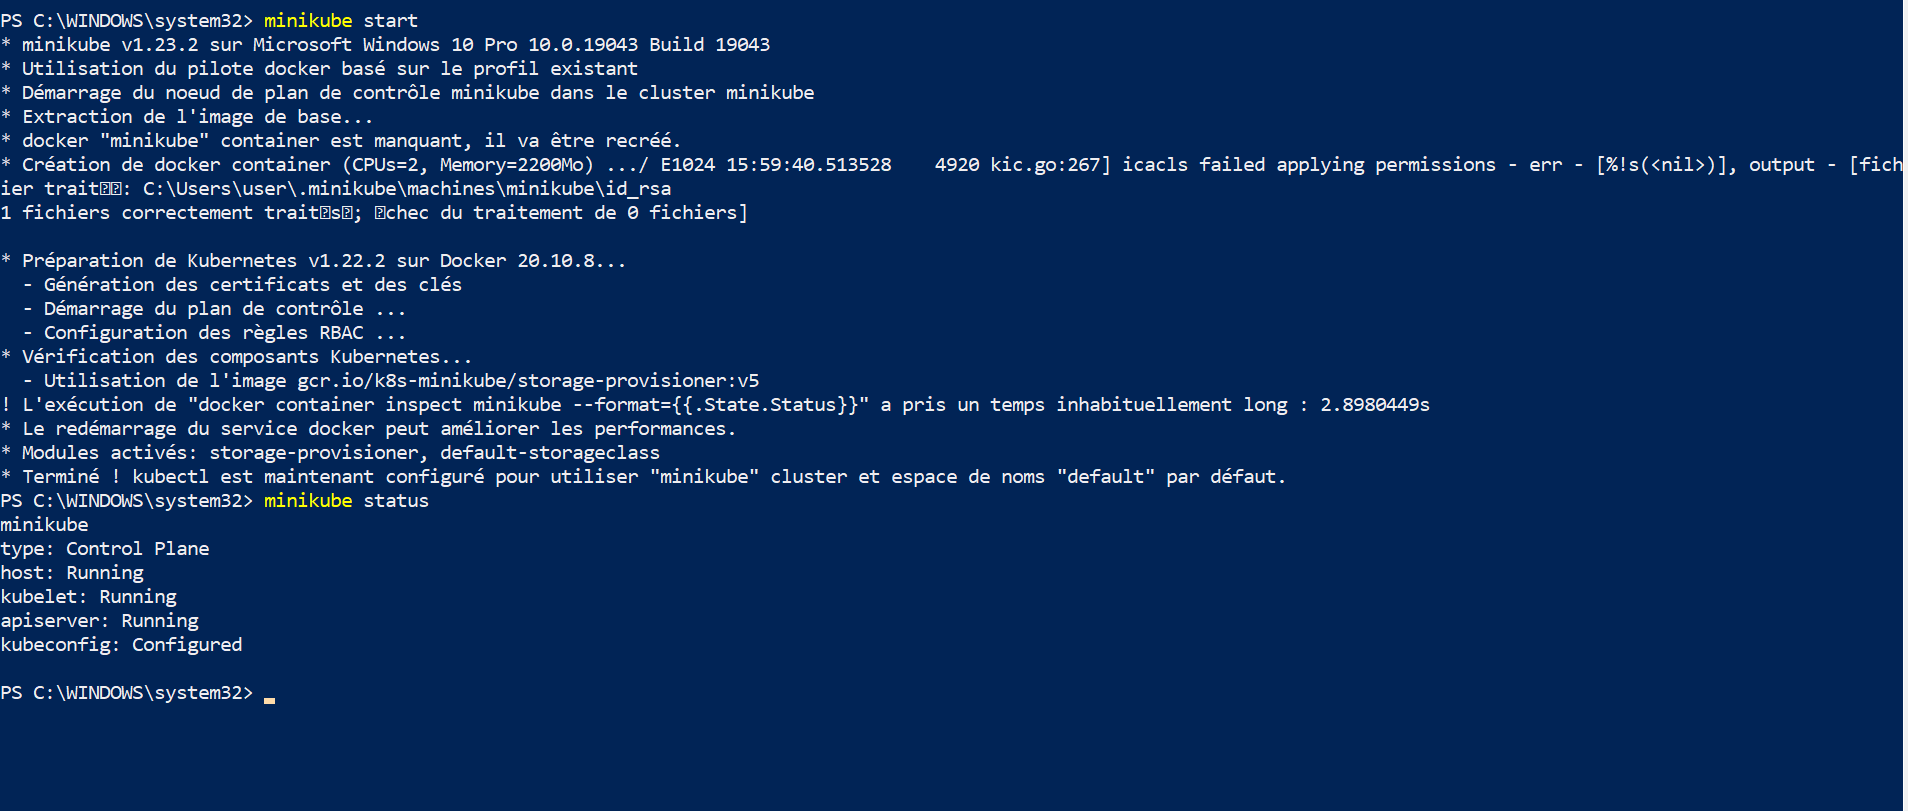 PS C:\WINDOWS\system32> minikube start
* minikube v1.23.2 sur Microsoft Windows 10 Pro 10.0.19043 Build 19043
* Utilisation du pilote docker basé sur le profil existant
* Démarrage du noeud de plan de contrôle minikube dans le cluster minikube
* Extraction de l'image de base...
* docker "minikube" container est manquant, il va être recréé.
* Création de docker container (CPUs=2, Memory=2200Mo) .../ E1024 15:59:40.513528    4920 kic.go:267] icacls failed applying permissions - err - [%!s(<nil>)], output - [fich
ier trait��: C:\Users\user\.minikube\machines\minikube\id_rsa
1 fichiers correctement trait�s�; �chec du traitement de 0 fichiers]
* Préparation de Kubernetes v1.22.2 sur Docker 20.10.8...
  - Génération des certificats et des clés
  - Démarrage du plan de contrôle ...
  - Configuration des règles RBAC ...
* Vérification des composants Kubernetes...
  - Utilisation de l'image gcr.io/k8s-minikube/storage-provisioner:v5
! L'exécution de "docker container inspect minikube --format={{.State.Status}}" a pris un temps inhabituellement long : 2.8980449s
* Le redémarrage du service docker peut améliorer les performances.
* Modules activés: storage-provisioner, default-storageclass
* Terminé ! kubectl est maintenant configuré pour utiliser "minikube" cluster et espace de noms "default" par défaut.
PS C:\WINDOWS\system32> minikube status
minikube
type: Control Plane
host: Running
kubelet: Running
apiserver: Running
kubeconfig: Configured
PS C:\WINDOWS\system32>